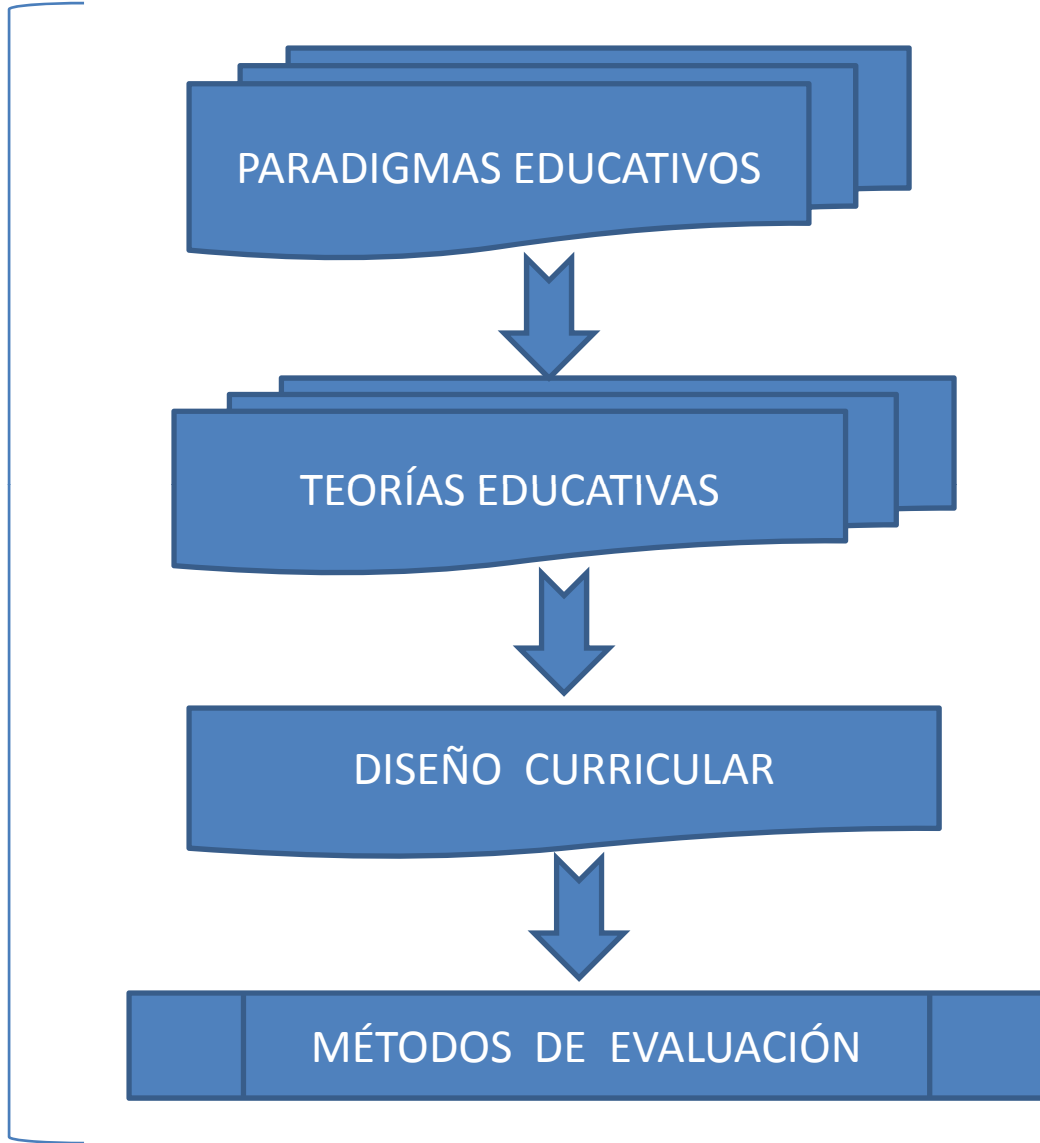 PARADIGMAS EDUCATIVOS
TEORÍAS EDUCATIVAS
DISEÑO CURRICULAR
MÉTODOS DE EVALUACIÓN